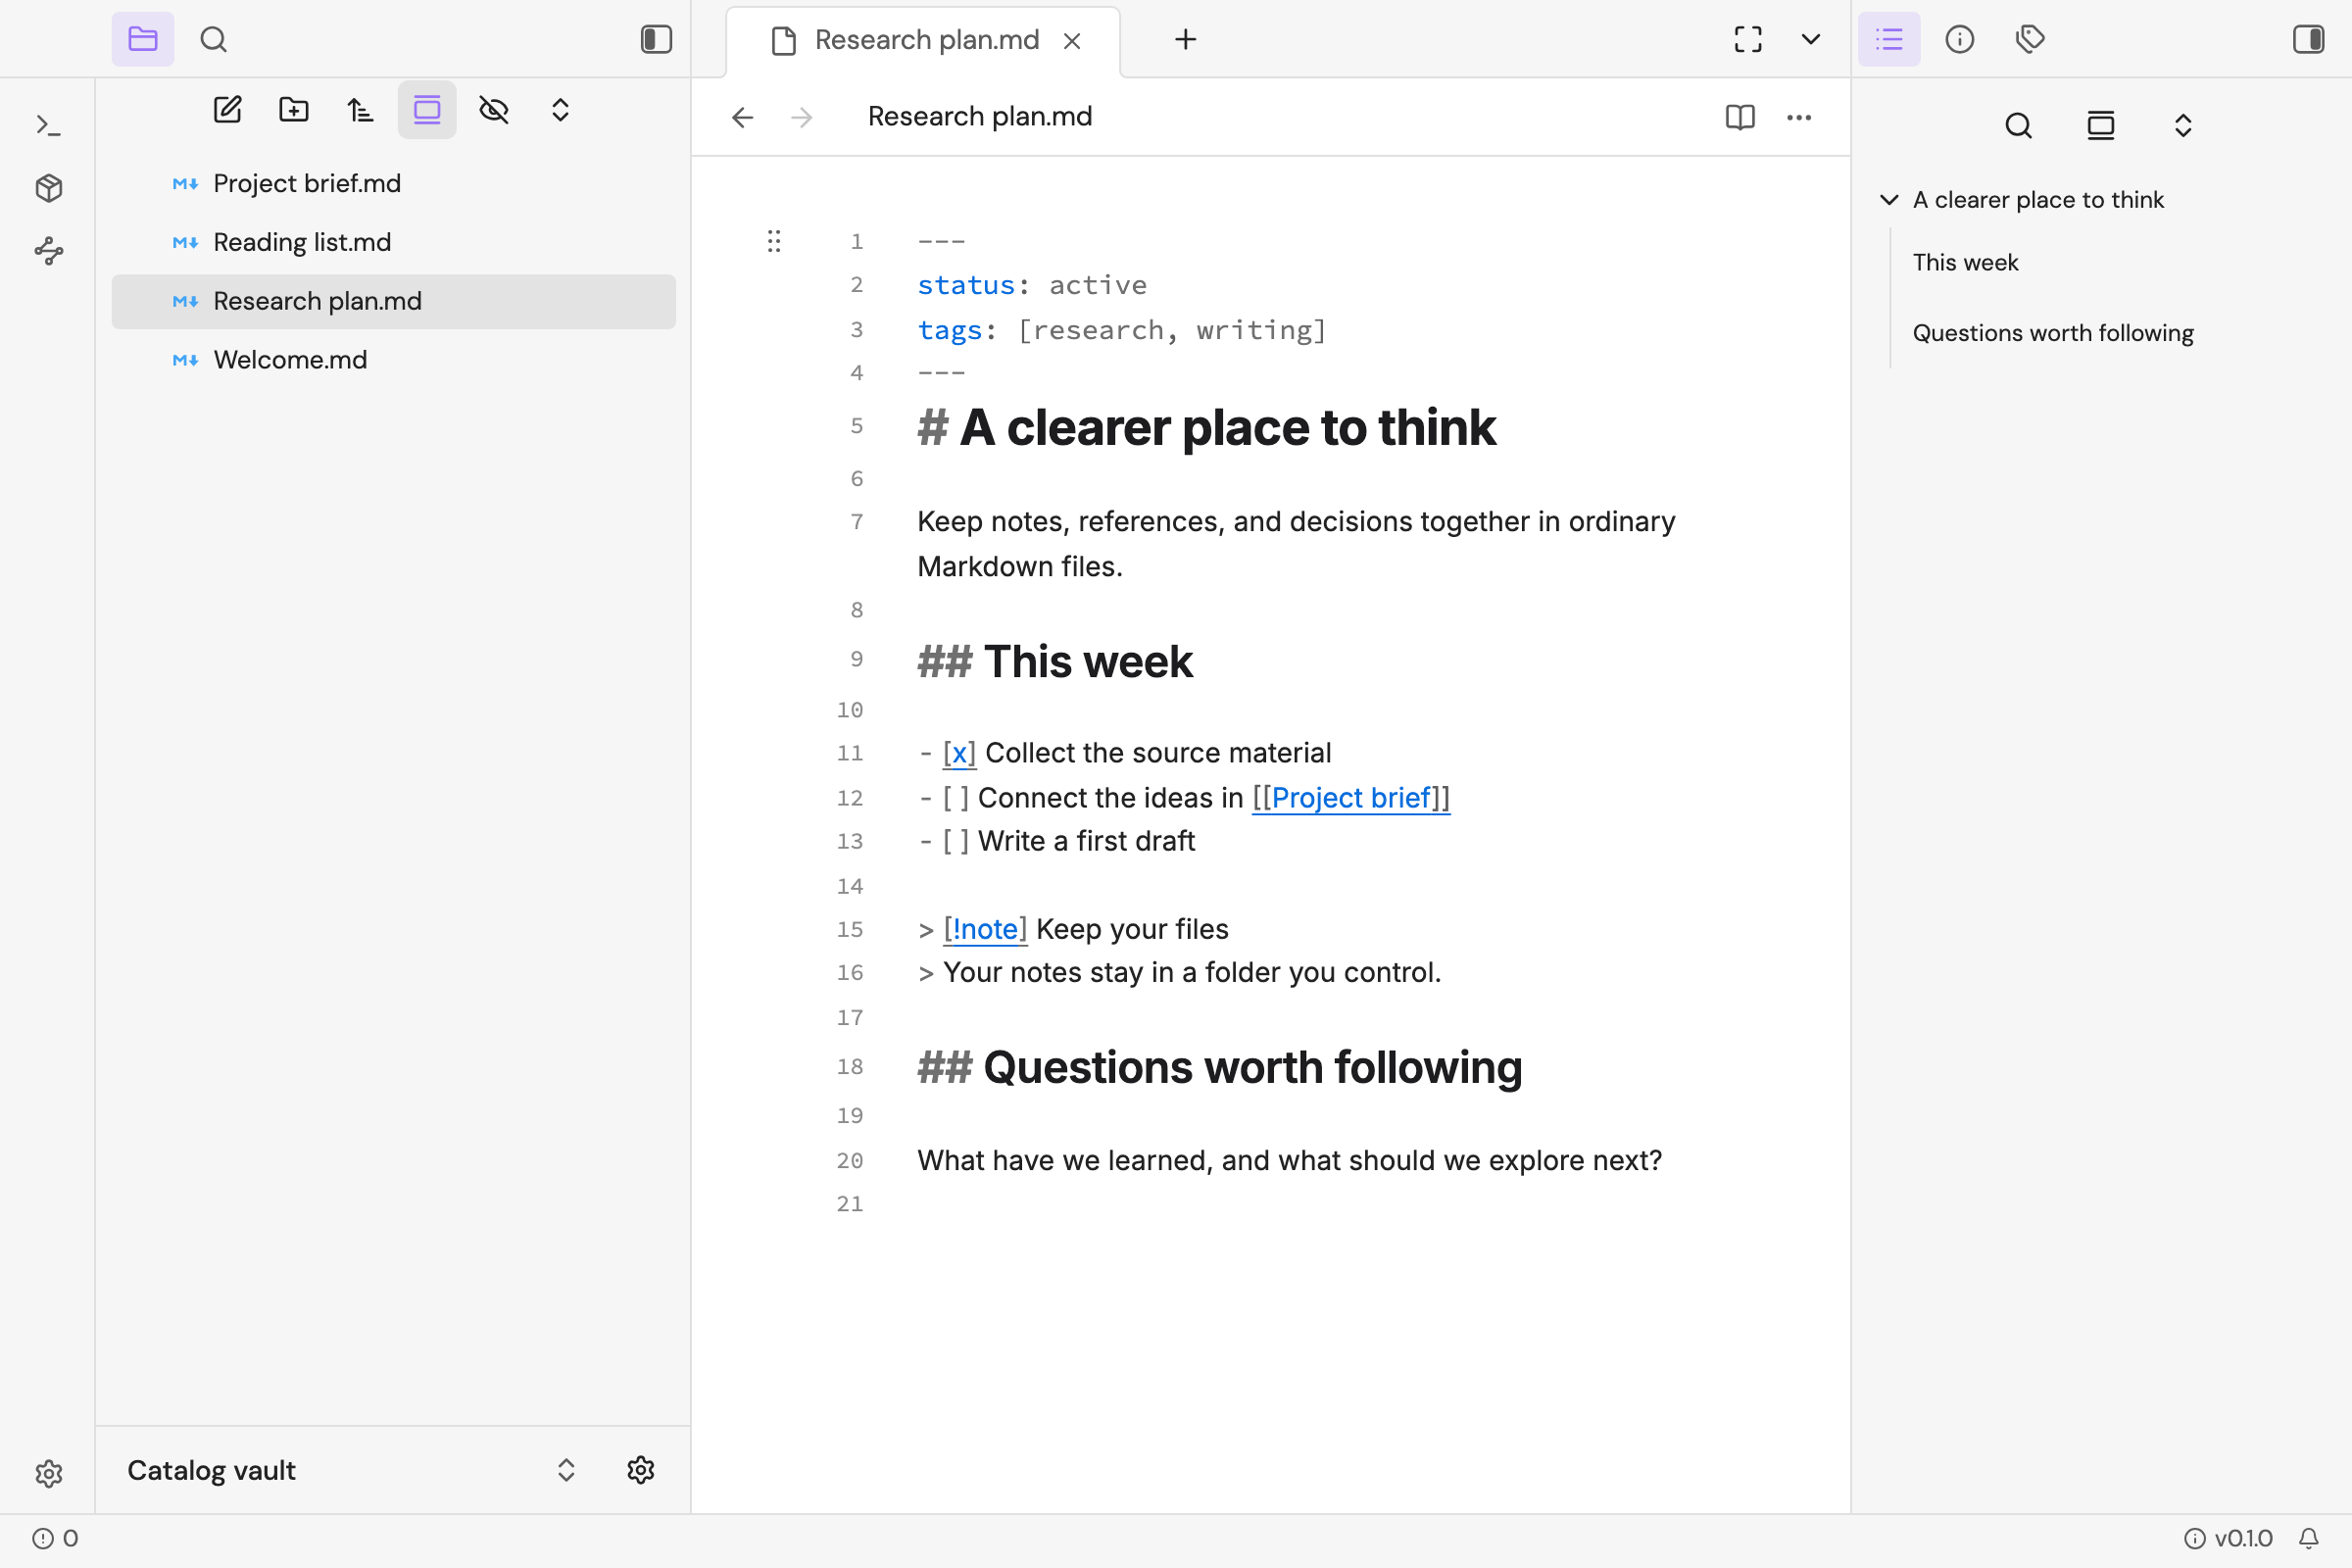 Research plan.md
Research plan.md
Project brief.md
Reading list.md
Research plan.md
Welcome.md
Catalog vault
1 ---
2 status: active
3 tags: [research, writing]
4 ---
5 # A clearer place to think
6
7 Keep notes, references, and decisions together in ordinary
Markdown files.
8
9 ## This week
10
11 - [x] Collect the source material
12 - [ ] Connect the ideas in [[Project brief]]
13 - [ ] Write a first draft
14
15 > [!note] Keep your files
16 > Your notes stay in a folder you control.
17
18 ## Questions worth following
19
20 What have we learned, and what should we explore next?
21
A clearer place to think
This week
Questions worth following
0
v0.1.0